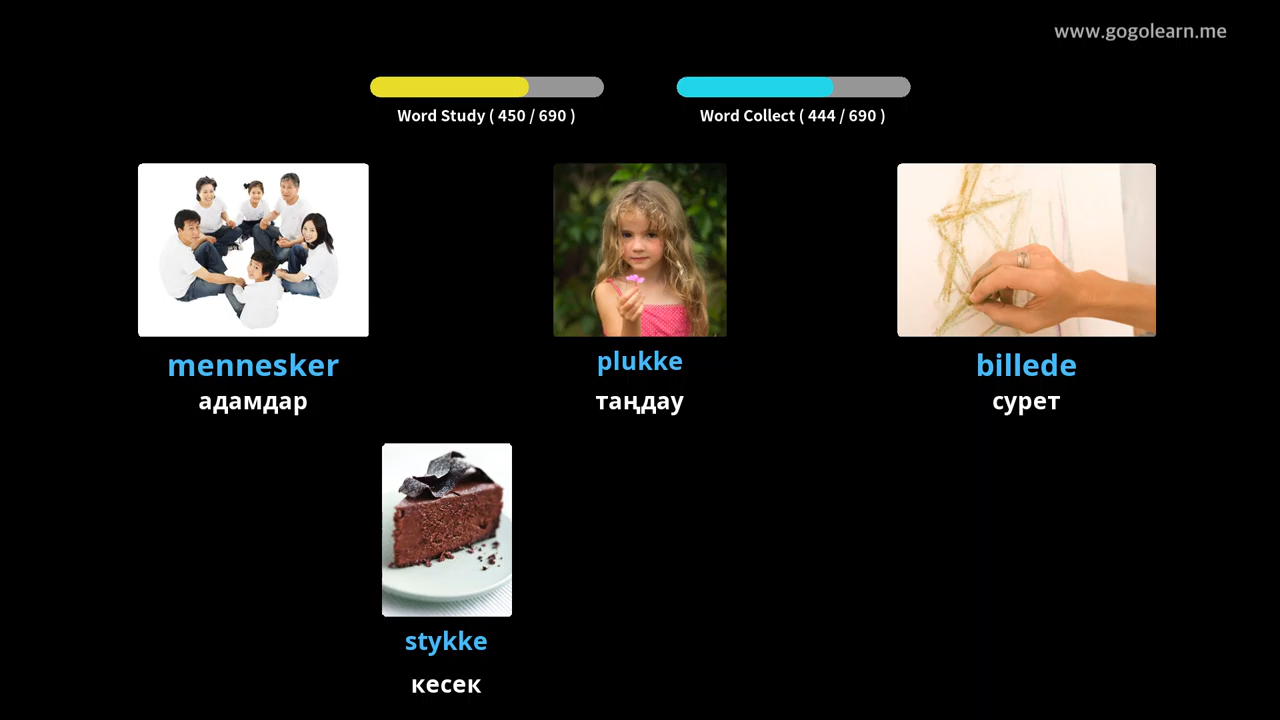 www.gogolearn.me
Word Study ( 450 / 690 )
Word Collect ( 444 / 690 )
mennesker
адамдар
plukke
таңдау
billede
сурет
stykke
кесек